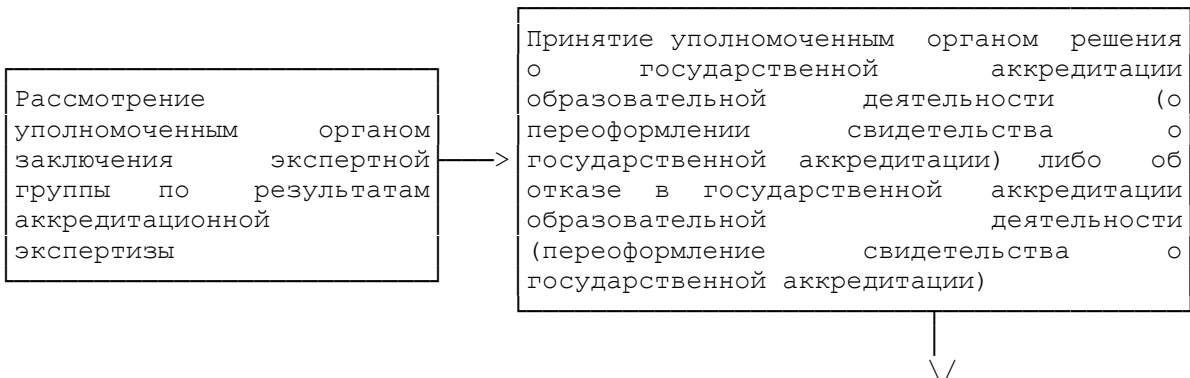 Рассмотрение
уполномоченным органом
заключения экспертной
группы по результатам
аккредитационной
экспертизы
Принятие уполномоченным органом решения
о государственной аккредитации
образовательной деятельности (о
переоформлении свидетельства о
государственной аккредитации) либо об
отказе в государственной аккредитации
образовательной деятельности
(переоформление свидетельства о
государственной аккредитации)